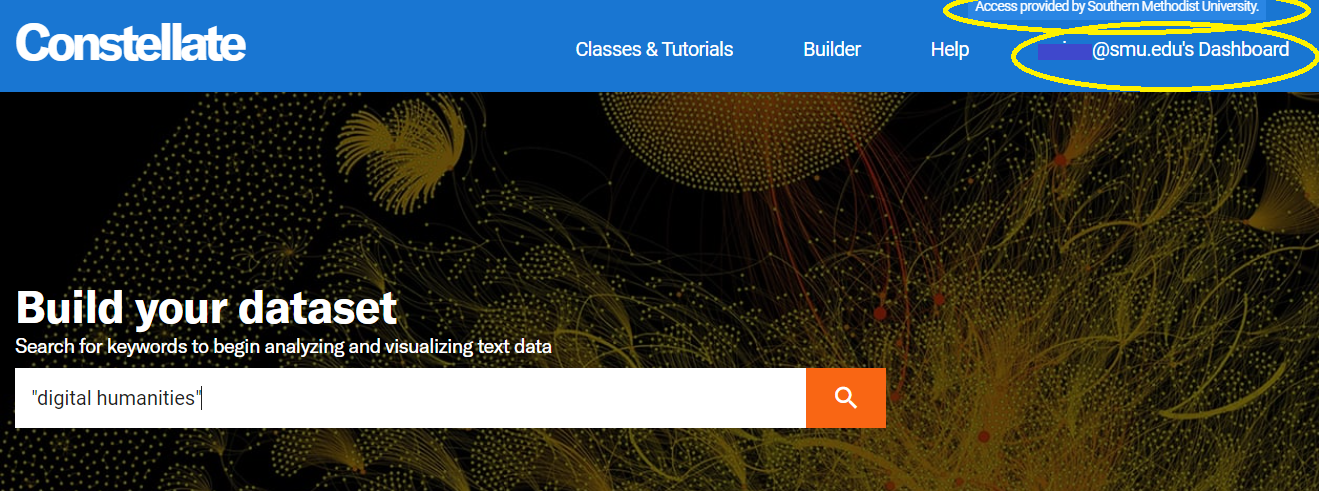 Access provided by Southern Methodist University.
Constellate
Classes & Tutorials
Builder
Help
@smu.edu's Dashboard
Build your dataset
Search for keywords to begin analyzing and visualizing text data
"digital humanities"